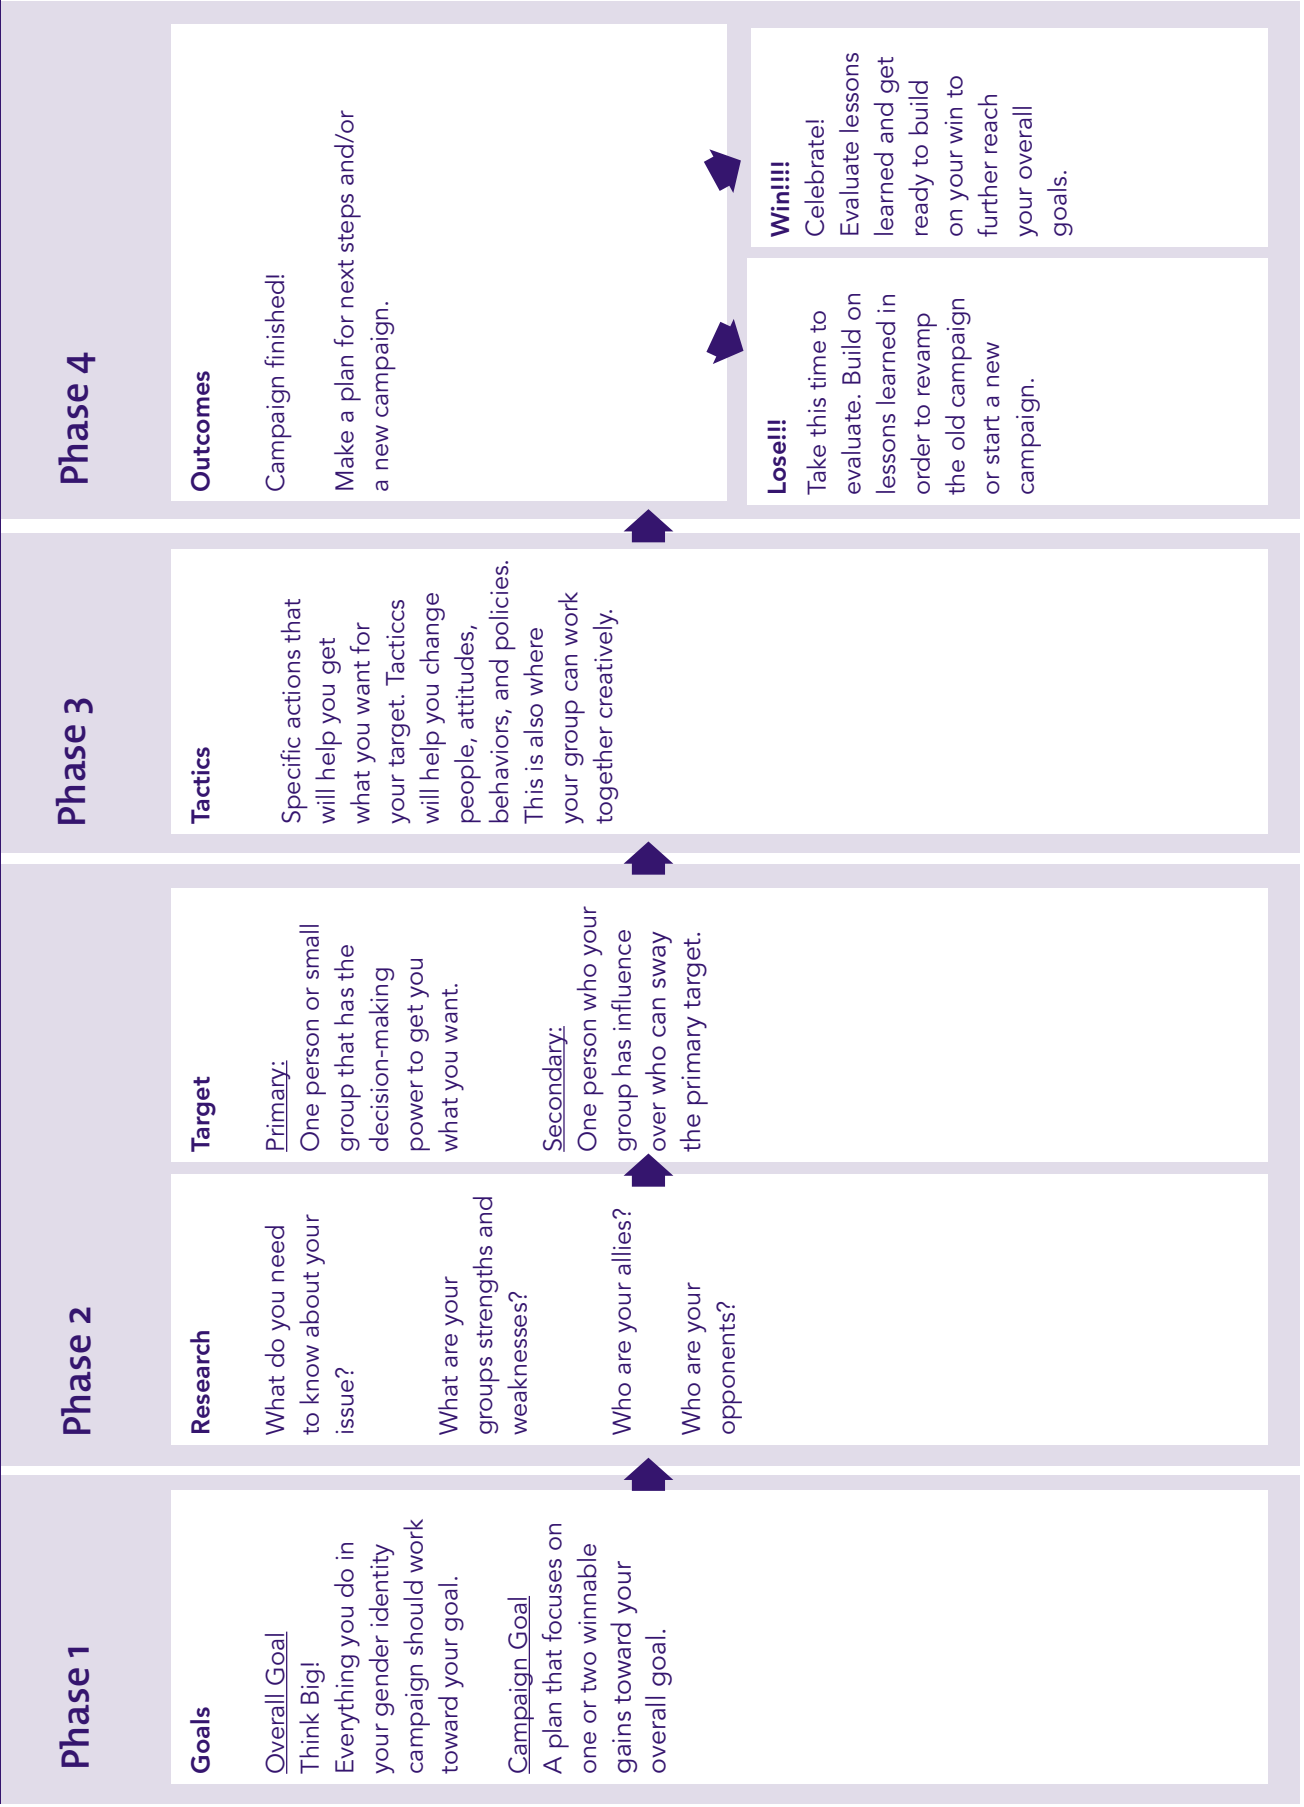 Phase 1
Goals
Overall Goal
Think Big!
Everything you do in
your gender identity
campaign should work
toward your goal.
Campaign Goal
A plan that focuses on
one or two winnable
gains toward your
overall goal.
Phase 2
Research
What do you need
to know about your
issue?
What are your
groups strengths and
weaknesses?
Who are your allies?
Who are your
opponents?
Target
Primary:
One person or small
group that has the
decision-making
power to get you
what you want.
Secondary:
One person who your
group has influence
over who can sway
the primary target.
Phase 3
Tactics
Specific actions that
will help you get
what you want for
your target. Tacticcs
will help you change
people, attitudes,
behaviors, and policies.
This is also where
your group can work
together creatively.
Phase 4
Outcomes
Campaign finished!
Make a plan for next steps and/or
a new campaign.
Lose!!!
Take this time to
evaluate. Build on
lessons learned in
order to revamp
the old campaign
or start a new
campaign.
Win!!!!
Celebrate!
Evaluate lessons
learned and get
ready to build
on your win to
further reach
your overall
goals.